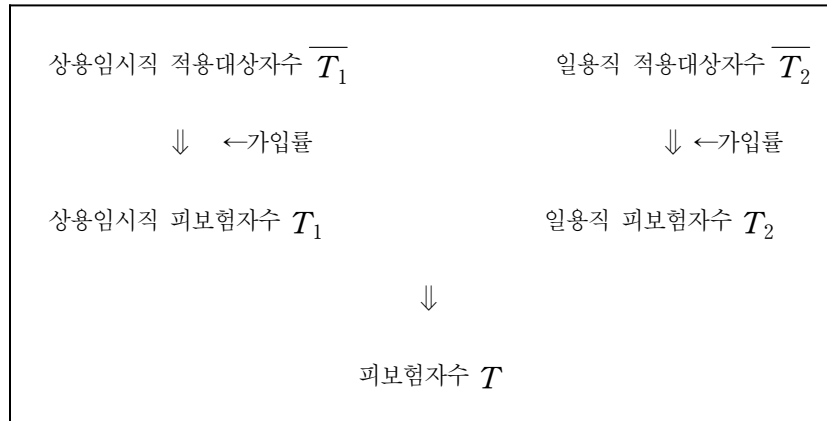 상용임시직 적용대상자수 $\overline{T_1}$ 일용직 적용대상자수 $\overline{T_2}$
⇓ ←가입률 ⇓ ←가입률
상용임시직 피보험자수 $T_1$ 일용직 피보험자수 $T_2$
⇓
피보험자수 $T$